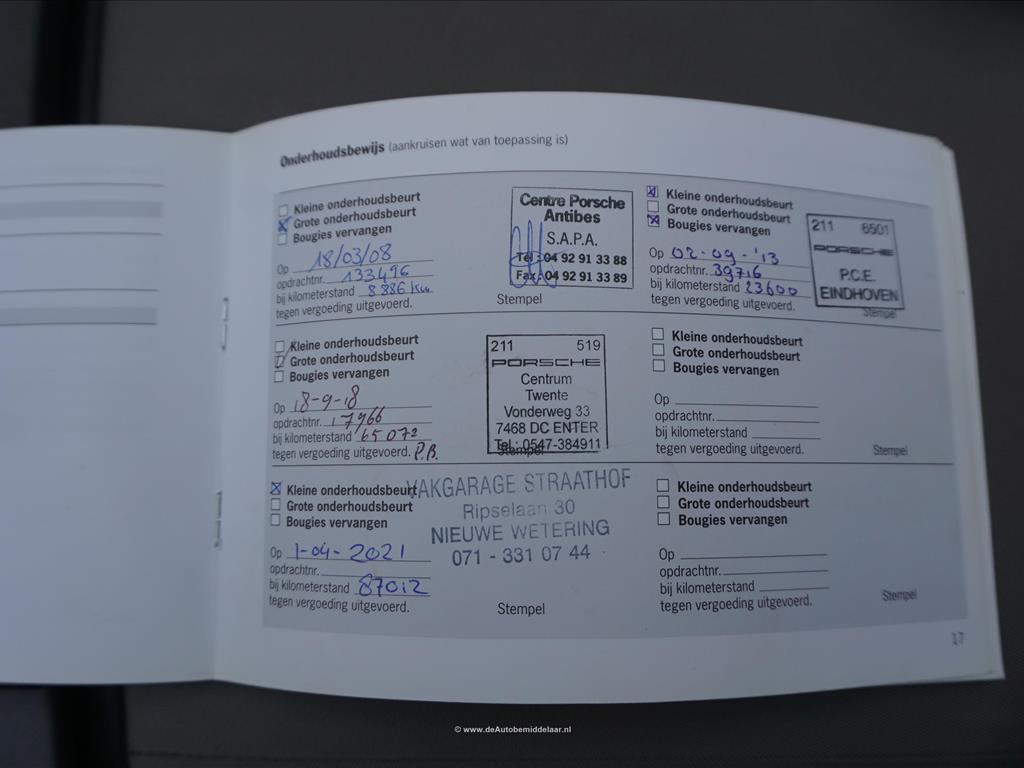 Onderhoudsbewijs (aankruisen wat van toepassing is)
Kleine onderhoudsbeurt
Grote onderhoudsbeurt
Bougies vervangen
Op 18/03/08
opdrachtnr. 133496
bij kilometerstand 8886 Km
tegen vergoeding uitgevoerd.
Centre Porsche
Antibes
S.A.P.A.
Tél: 04 92 91 33 88
Fax: 04 92 91 33 89
Stempel
Kleine onderhoudsbeurt
Grote onderhoudsbeurt
Bougies vervangen
Op 02-09-'13
opdrachtnr. 39716
bij kilometerstand 23600
tegen vergoeding uitgevoerd.
211 6501
PORSCHE
P.C.E.
EINDHOVEN
Stempel
Kleine onderhoudsbeurt
Grote onderhoudsbeurt
Bougies vervangen
Op 18-9-18
opdrachtnr. 17966
bij kilometerstand 65072
tegen vergoeding uitgevoerd. P.B.
211 519
PORSCHE
Centrum
Twente
Vonderweg 33
7468 DC ENTER
Tel.: 0547-384911
Stempel
Kleine onderhoudsbeurt
Grote onderhoudsbeurt
Bougies vervangen
Op
opdrachtnr.
bij kilometerstand
tegen vergoeding uitgevoerd.
Stempel
Kleine onderhoudsbeurt
Grote onderhoudsbeurt
Bougies vervangen
Op 1-04-2021
opdrachtnr.
bij kilometerstand 87012
tegen vergoeding uitgevoerd.
VAKGARAGE STRAATHOF
Ripselaan 30
NIEUWE WETERING
071 - 331 07 44
Stempel
Kleine onderhoudsbeurt
Grote onderhoudsbeurt
Bougies vervangen
Op
opdrachtnr.
bij kilometerstand
tegen vergoeding uitgevoerd.
Stempel
17
© www.deAutobemiddelaar.nl